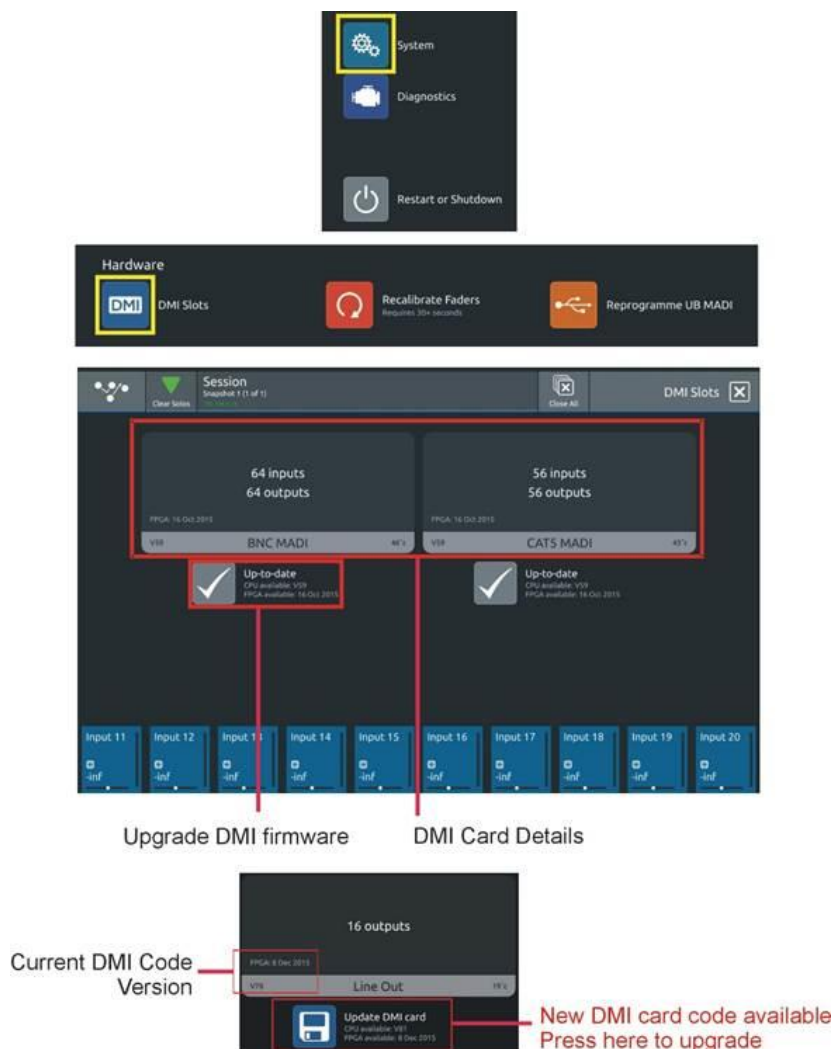 System
Diagnostics
Restart or Shutdown
Hardware
DMI
DMI Slots
Recalibrate Faders
Requires 30+ seconds
Reprogramme UB MADI
Clear Solos
Session
Snapshot 1 (1 of 1)
Close All
DMI Slots
64 inputs
64 outputs
FPGA: 16 Oct 2015
V59
BNC MADI
46°c
56 inputs
56 outputs
FPGA: 16 Oct 2015
V59
CAT5 MADI
45°c
Up-to-date
CPU available: V59
FPGA available: 16 Oct 2015
Up-to-date
CPU available: V59
FPGA available: 16 Oct 2015
Input 11
-inf
Input 12
-inf
Input 13
-inf
Input 14
-inf
Input 15
-inf
Input 16
-inf
Input 17
-inf
Input 18
-inf
Input 19
-inf
Input 20
-inf
Upgrade DMI firmware
DMI Card Details
16 outputs
FPGA: 8 Dec 2015
Line Out
Current DMI Code
Version
Update DMI card
CPU available: V81
FPGA available: 8 Dec 2015
New DMI card code available
Press here to upgrade